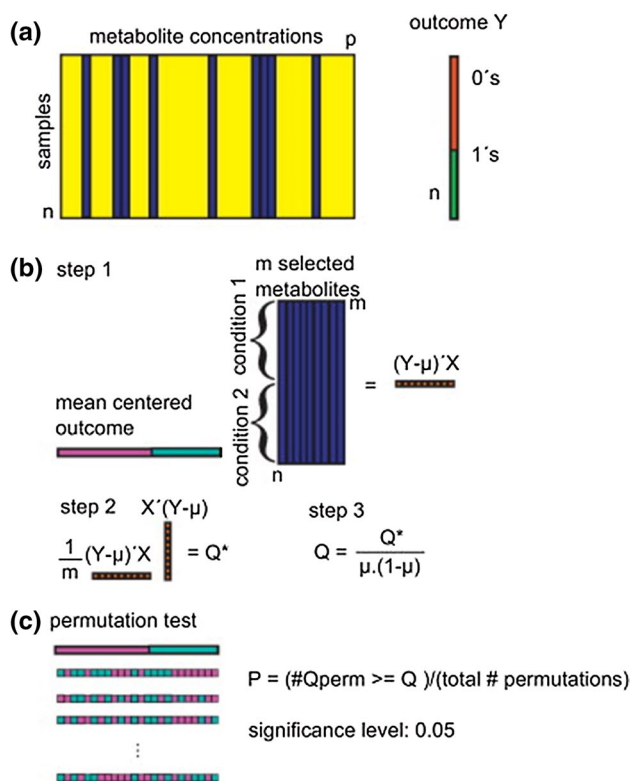 (a)
metabolite concentrations p
outcome Y
samples
n
0´s
1´s
n
(b)
step 1
m selected
metabolites
m
condition 1
condition 2
n
mean centered
outcome
=
(Y-µ)´X
step 2
X´(Y-µ)
1/m (Y-µ)´X = Q*
step 3
Q = Q* / µ.(1-µ)
(c)
permutation test
P = (#Qperm >= Q )/(total # permutations)
significance level: 0.05
⋮